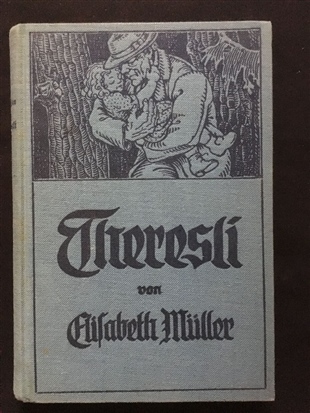 Theresli
von
Elisabeth Müller